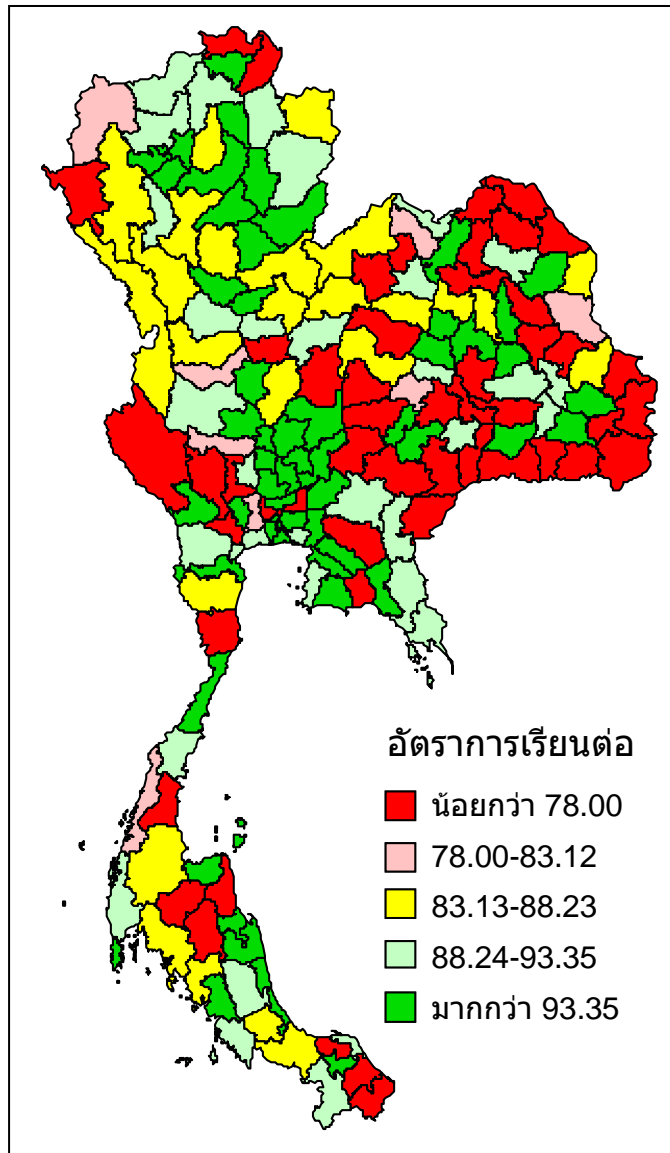 อัตราการเรียนต่อ
น้อยกว่า 78.00
78.00-83.12
83.13-88.23
88.24-93.35
มากกว่า 93.35